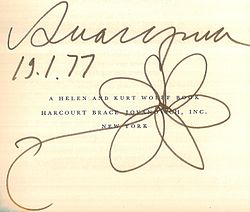 19.1.77
A HELEN AND KURT WOLFF BOOK
HARCOURT BRACE JOVANOVICH, INC.
NEW YORK